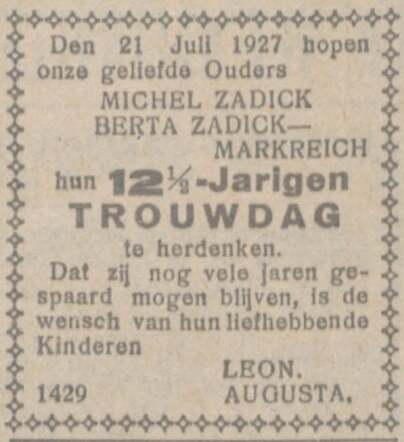 Den 21 Juli 1927 hopen
onze geliefde Ouders
MICHEL ZADICK
BERTA ZADICK—
MARKREICH
hun 12½-Jarigen
TROUWDAG
te herdenken.
Dat zij nog vele jaren ge-
spaard mogen blijven, is de
wensch van hun liefhebbende
Kinderen
LEON.
1429 AUGUSTA.